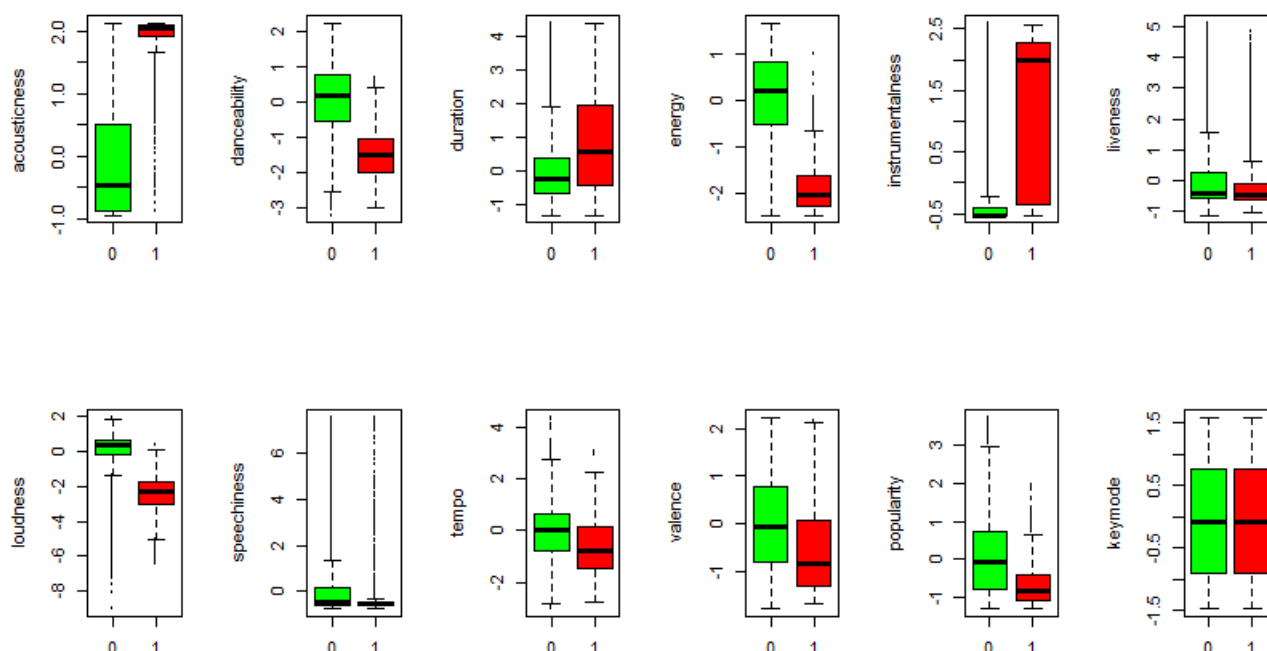 acousticness
-1.0 0.0 1.0 2.0
0 1
danceability
-3 -2 -1 0 1 2
0 1
duration
-1 0 1 2 3 4
0 1
energy
-2 -1 0 1
0 1
instrumentalness
-0.5 0.5 1.5 2.5
0 1
liveness
-1 0 1 2 3 4 5
0 1
loudness
-8 -6 -4 -2 0 2
0 1
speechiness
0 2 4 6
0 1
tempo
-2 0 2 4
0 1
valence
-1 0 1 2
0 1
popularity
-1 0 1 2 3
0 1
keymode
-1.5 -0.5 0.5 1.5
0 1